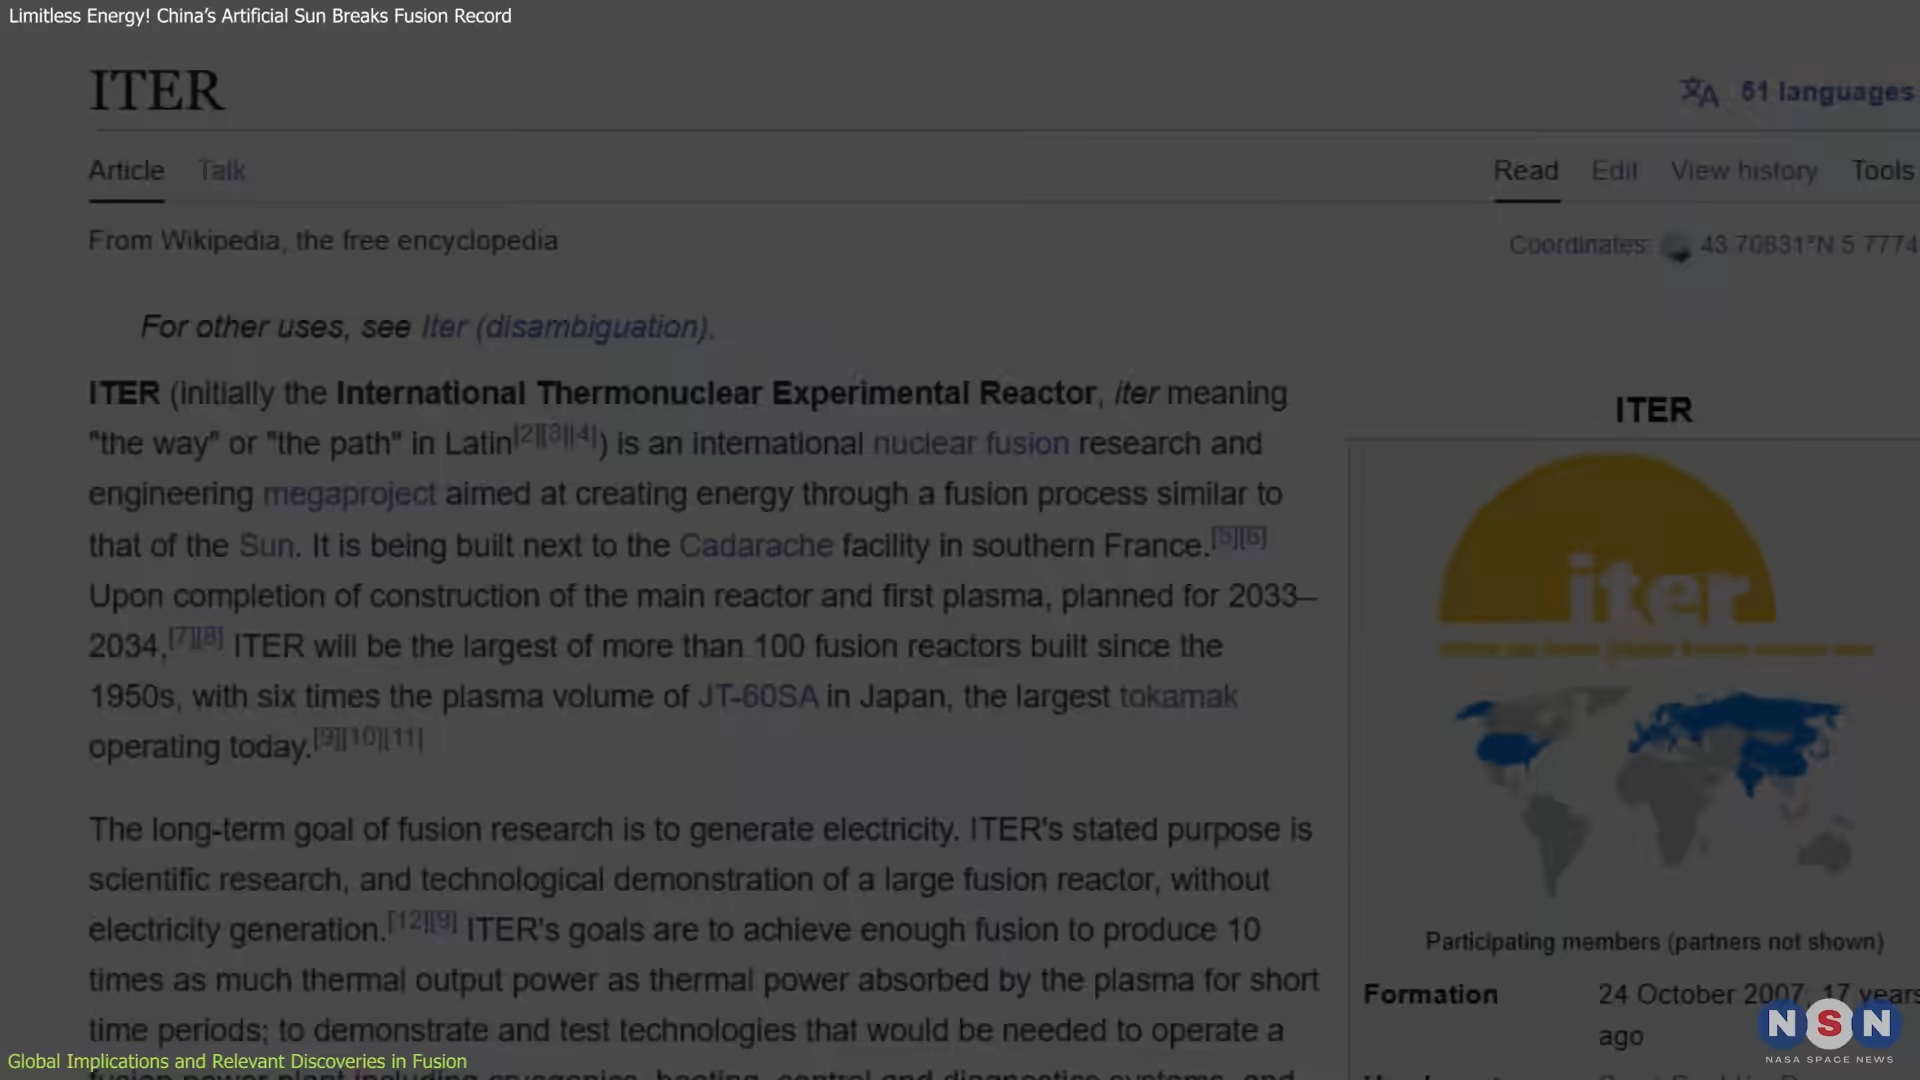 Limitless Energy! China's Artificial Sun Breaks Fusion Record
ITER
51 languages
Article Talk
Read Edit View history Tools
From Wikipedia, the free encyclopedia
Coordinates: 43.70831°N 5.7774
For other uses, see Iter (disambiguation).
ITER (initially the International Thermonuclear Experimental Reactor, iter meaning
"the way" or "the path" in Latin[2][3][4]) is an international nuclear fusion research and
engineering megaproject aimed at creating energy through a fusion process similar to
that of the Sun. It is being built next to the Cadarache facility in southern France.[5][6]
Upon completion of construction of the main reactor and first plasma, planned for 2033–
2034,[7][8] ITER will be the largest of more than 100 fusion reactors built since the
1950s, with six times the plasma volume of JT-60SA in Japan, the largest tokamak
operating today.[9][10][11]
The long-term goal of fusion research is to generate electricity. ITER's stated purpose is
scientific research, and technological demonstration of a large fusion reactor, without
electricity generation.[12][9] ITER's goals are to achieve enough fusion to produce 10
times as much thermal output power as thermal power absorbed by the plasma for short
time periods; to demonstrate and test technologies that would be needed to operate a
ITER
iter
Participating members (partners not shown)
Formation 24 October 2007; 17 years
ago
NSN
NASA SPACE NEWS
Global Implications and Relevant Discoveries in Fusion